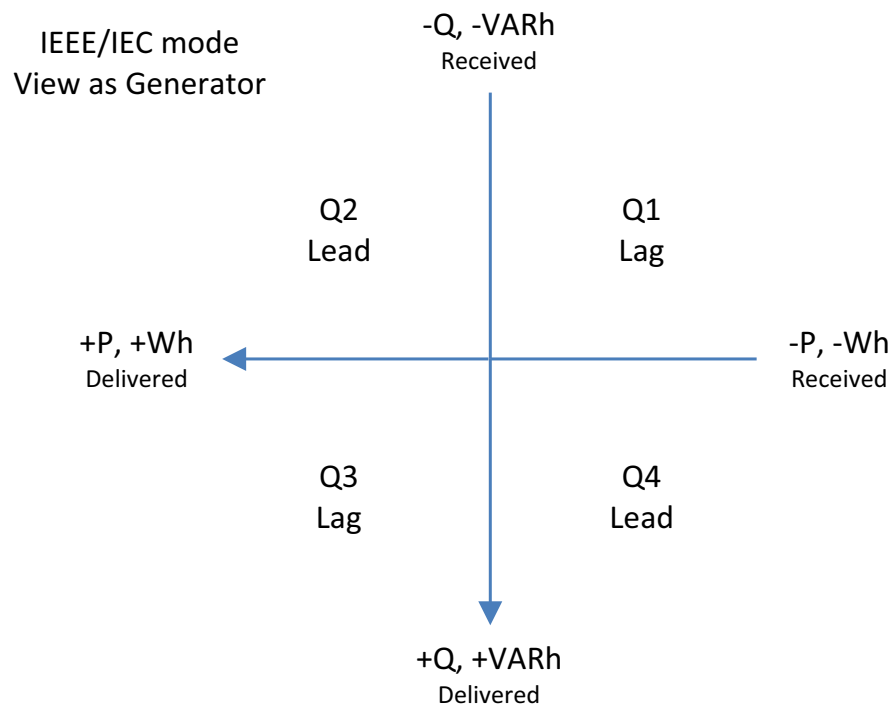 IEEE/IEC mode
View as Generator
-Q, -VARh
Received
Q2
Lead
Q1
Lag
+P, +Wh
Delivered
-P, -Wh
Received
Q3
Lag
Q4
Lead
+Q, +VARh
Delivered